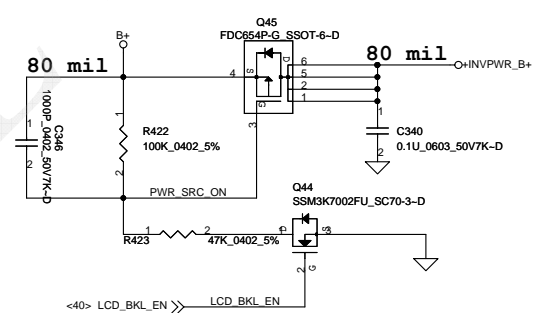 Q45
FDC654P-G_SSOT-6~D
B+
80 mil
80 mil
+INVPWR_B+
4
S
D
6
5
2
1
G
3
1
2
C346
1000P_0402_50V7K~D
1
2
R422
100K_0402_5%
1
2
C340
0.1U_0603_50V7K~D
PWR_SRC_ON
Q44
SSM3K7002FU_SC70-3~D
R423
1
2
47K_0402_5%
1
D
S
3
2
G
<40> LCD_BKL_EN
LCD_BKL_EN